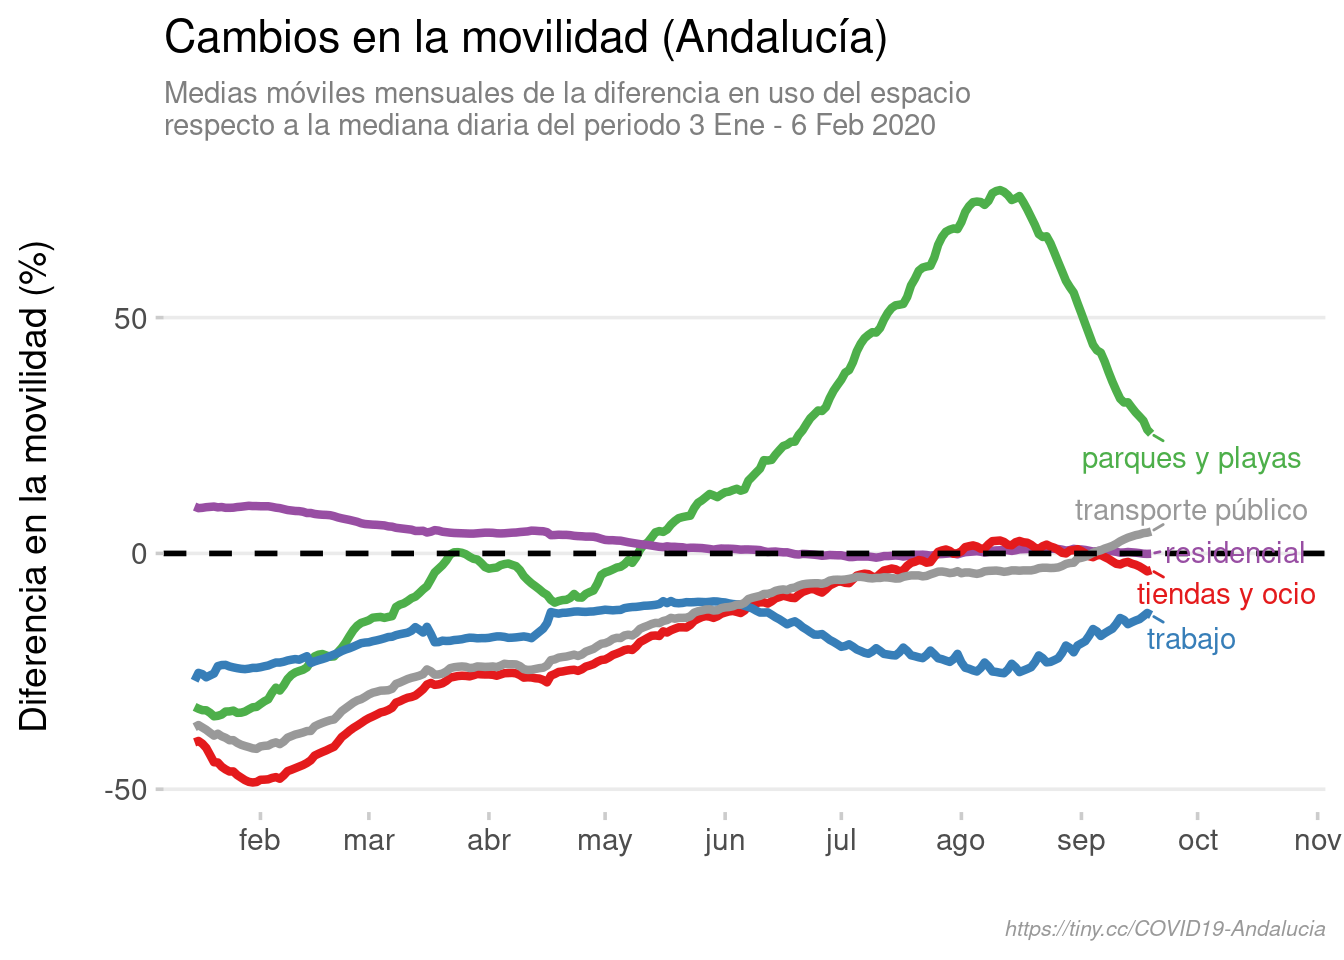 Cambios en la movilidad (Andalucía)
Medias móviles mensuales de la diferencia en uso del espacio
respecto a la mediana diaria del periodo 3 Ene - 6 Feb 2020
Diferencia en la movilidad (%)
50
0
-50
parques y playas
transporte público
residencial
tiendas y ocio
trabajo
feb mar abr may jun jul ago sep oct nov
https://tiny.cc/COVID19-Andalucia